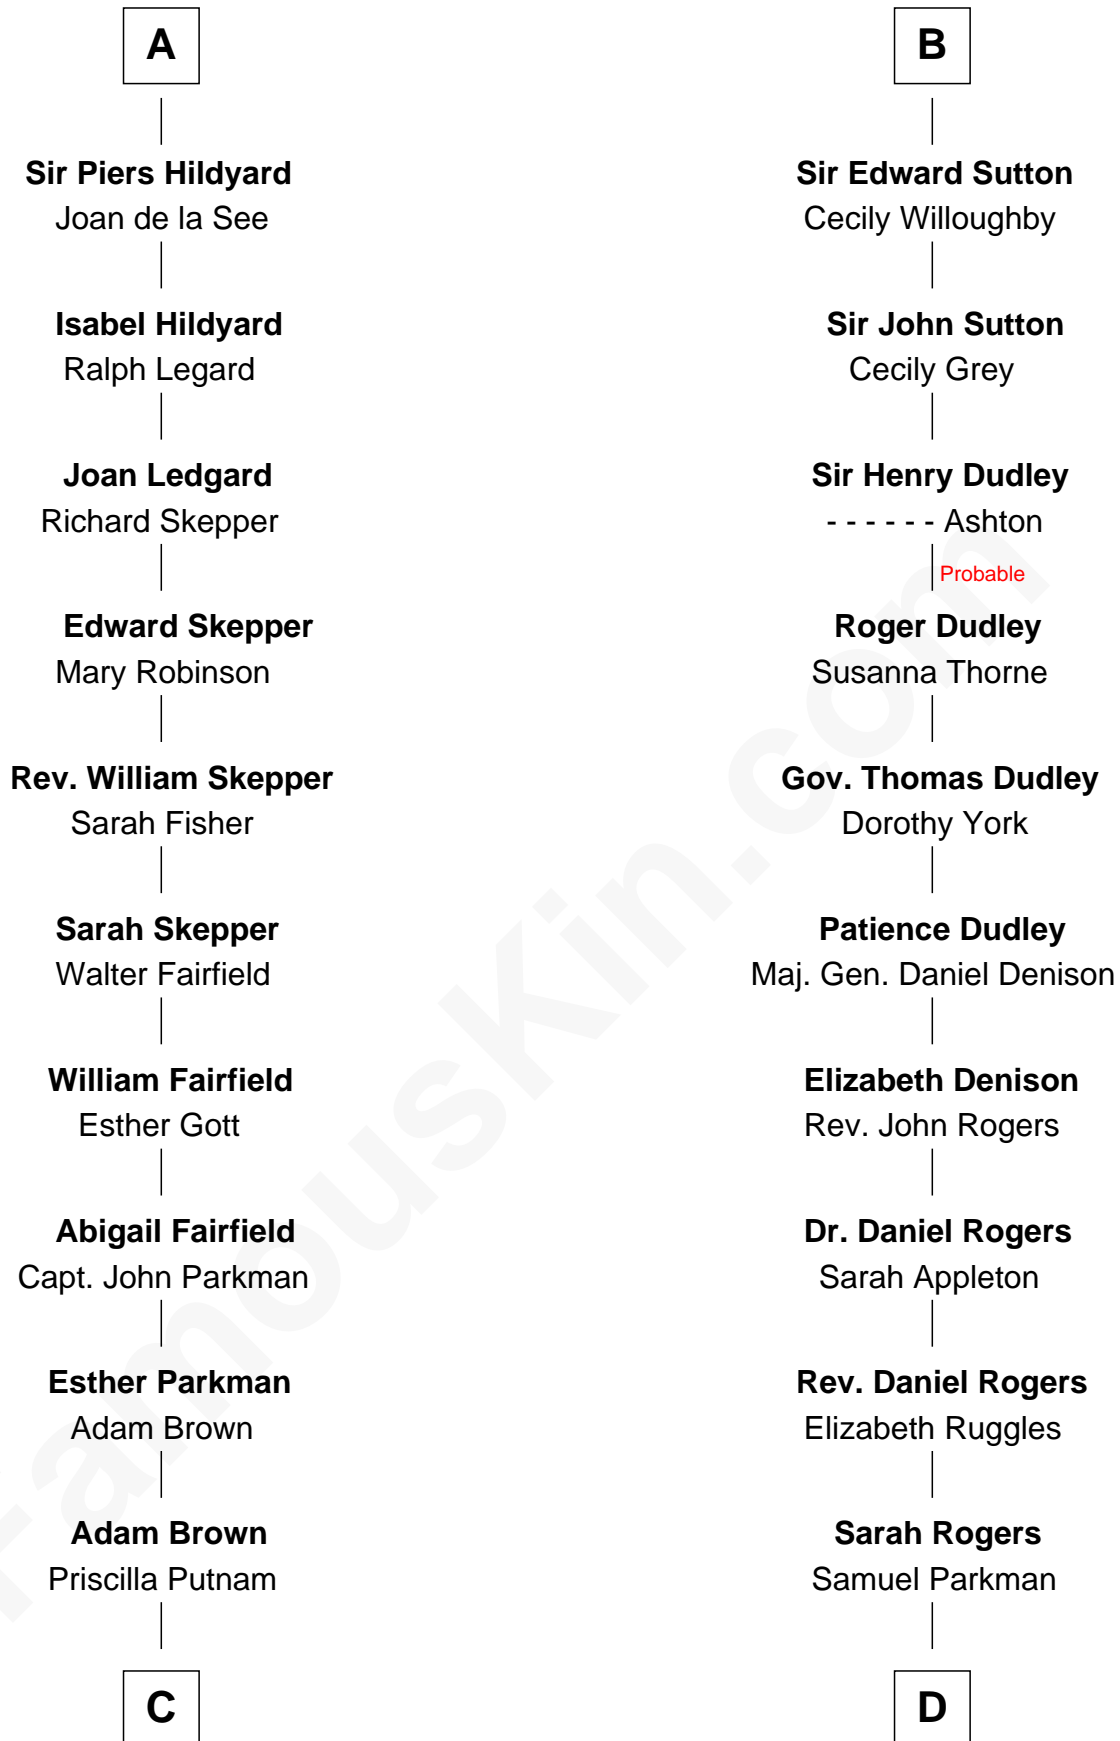 A
Sir Piers Hildyard
Joan de la See
Isabel Hildyard
Ralph Legard
Joan Ledgard
Richard Skepper
Edward Skepper
Mary Robinson
Rev. William Skepper
Sarah Fisher
Sarah Skepper
Walter Fairfield
William Fairfield
Esther Gott
Abigail Fairfield
Capt. John Parkman
Esther Parkman
Adam Brown
Adam Brown
Priscilla Putnam
C
B
Sir Edward Sutton
Cecily Willoughby
Sir John Sutton
Cecily Grey
Sir Henry Dudley
- - - - - - Ashton
Probable
Roger Dudley
Susanna Thorne
Gov. Thomas Dudley
Dorothy York
Patience Dudley
Maj. Gen. Daniel Denison
Elizabeth Denison
Rev. John Rogers
Dr. Daniel Rogers
Sarah Appleton
Rev. Daniel Rogers
Elizabeth Ruggles
Sarah Rogers
Samuel Parkman
D
FamousKin.com